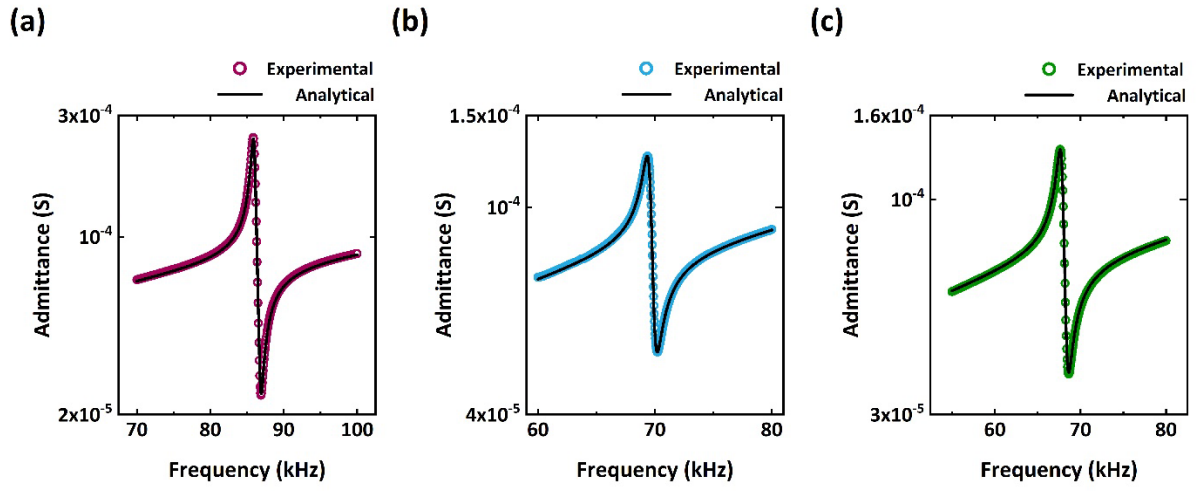 (a)
Experimental
Analytical
3x10⁻⁴
10⁻⁴
2x10⁻⁵
Admittance (S)
70 80 90 100
Frequency (kHz)
(b)
Experimental
Analytical
1.5x10⁻⁴
10⁻⁴
4x10⁻⁵
Admittance (S)
60 70 80
Frequency (kHz)
(c)
Experimental
Analytical
1.6x10⁻⁴
10⁻⁴
3x10⁻⁵
Admittance (S)
60 70 80
Frequency (kHz)